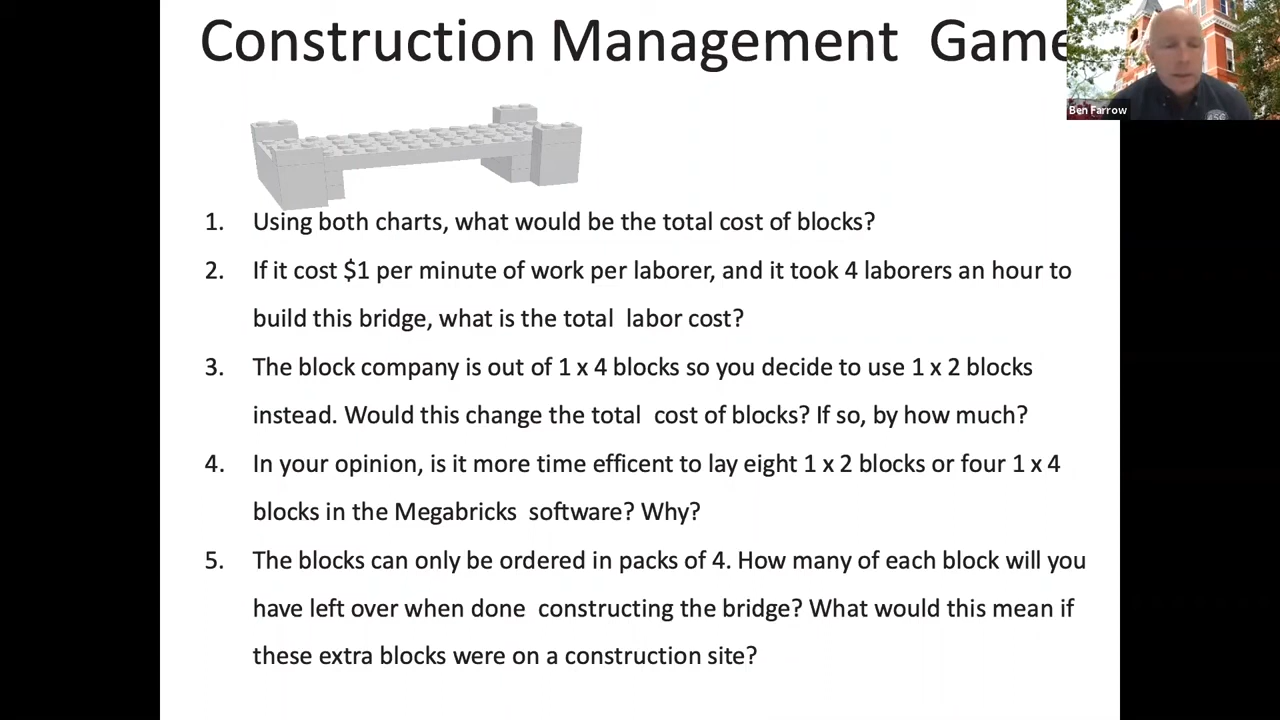 Construction Management Game
Ben Farrow
1. Using both charts, what would be the total cost of blocks?
2. If it cost $1 per minute of work per laborer, and it took 4 laborers an hour to
build this bridge, what is the total labor cost?
3. The block company is out of 1 x 4 blocks so you decide to use 1 x 2 blocks
instead. Would this change the total cost of blocks? If so, by how much?
4. In your opinion, is it more time efficent to lay eight 1 x 2 blocks or four 1 x 4
blocks in the Megabricks software? Why?
5. The blocks can only be ordered in packs of 4. How many of each block will you
have left over when done constructing the bridge? What would this mean if
these extra blocks were on a construction site?